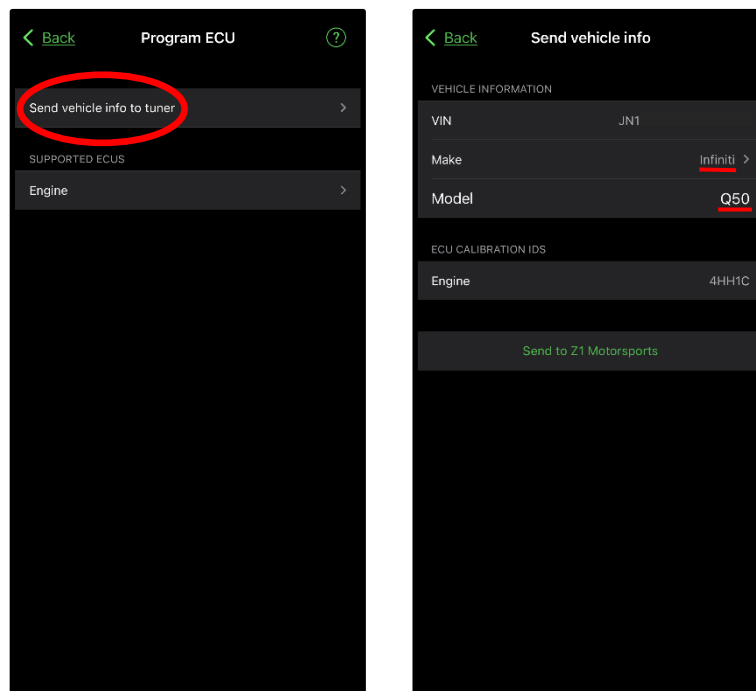 Back
Program ECU
?
Send vehicle info to tuner
SUPPORTED ECUS
Engine
Back
Send vehicle info
VEHICLE INFORMATION
VIN JN1
Make Infiniti
Model Q50
ECU CALIBRATION IDS
Engine 4HH1C
Send to Z1 Motorsports